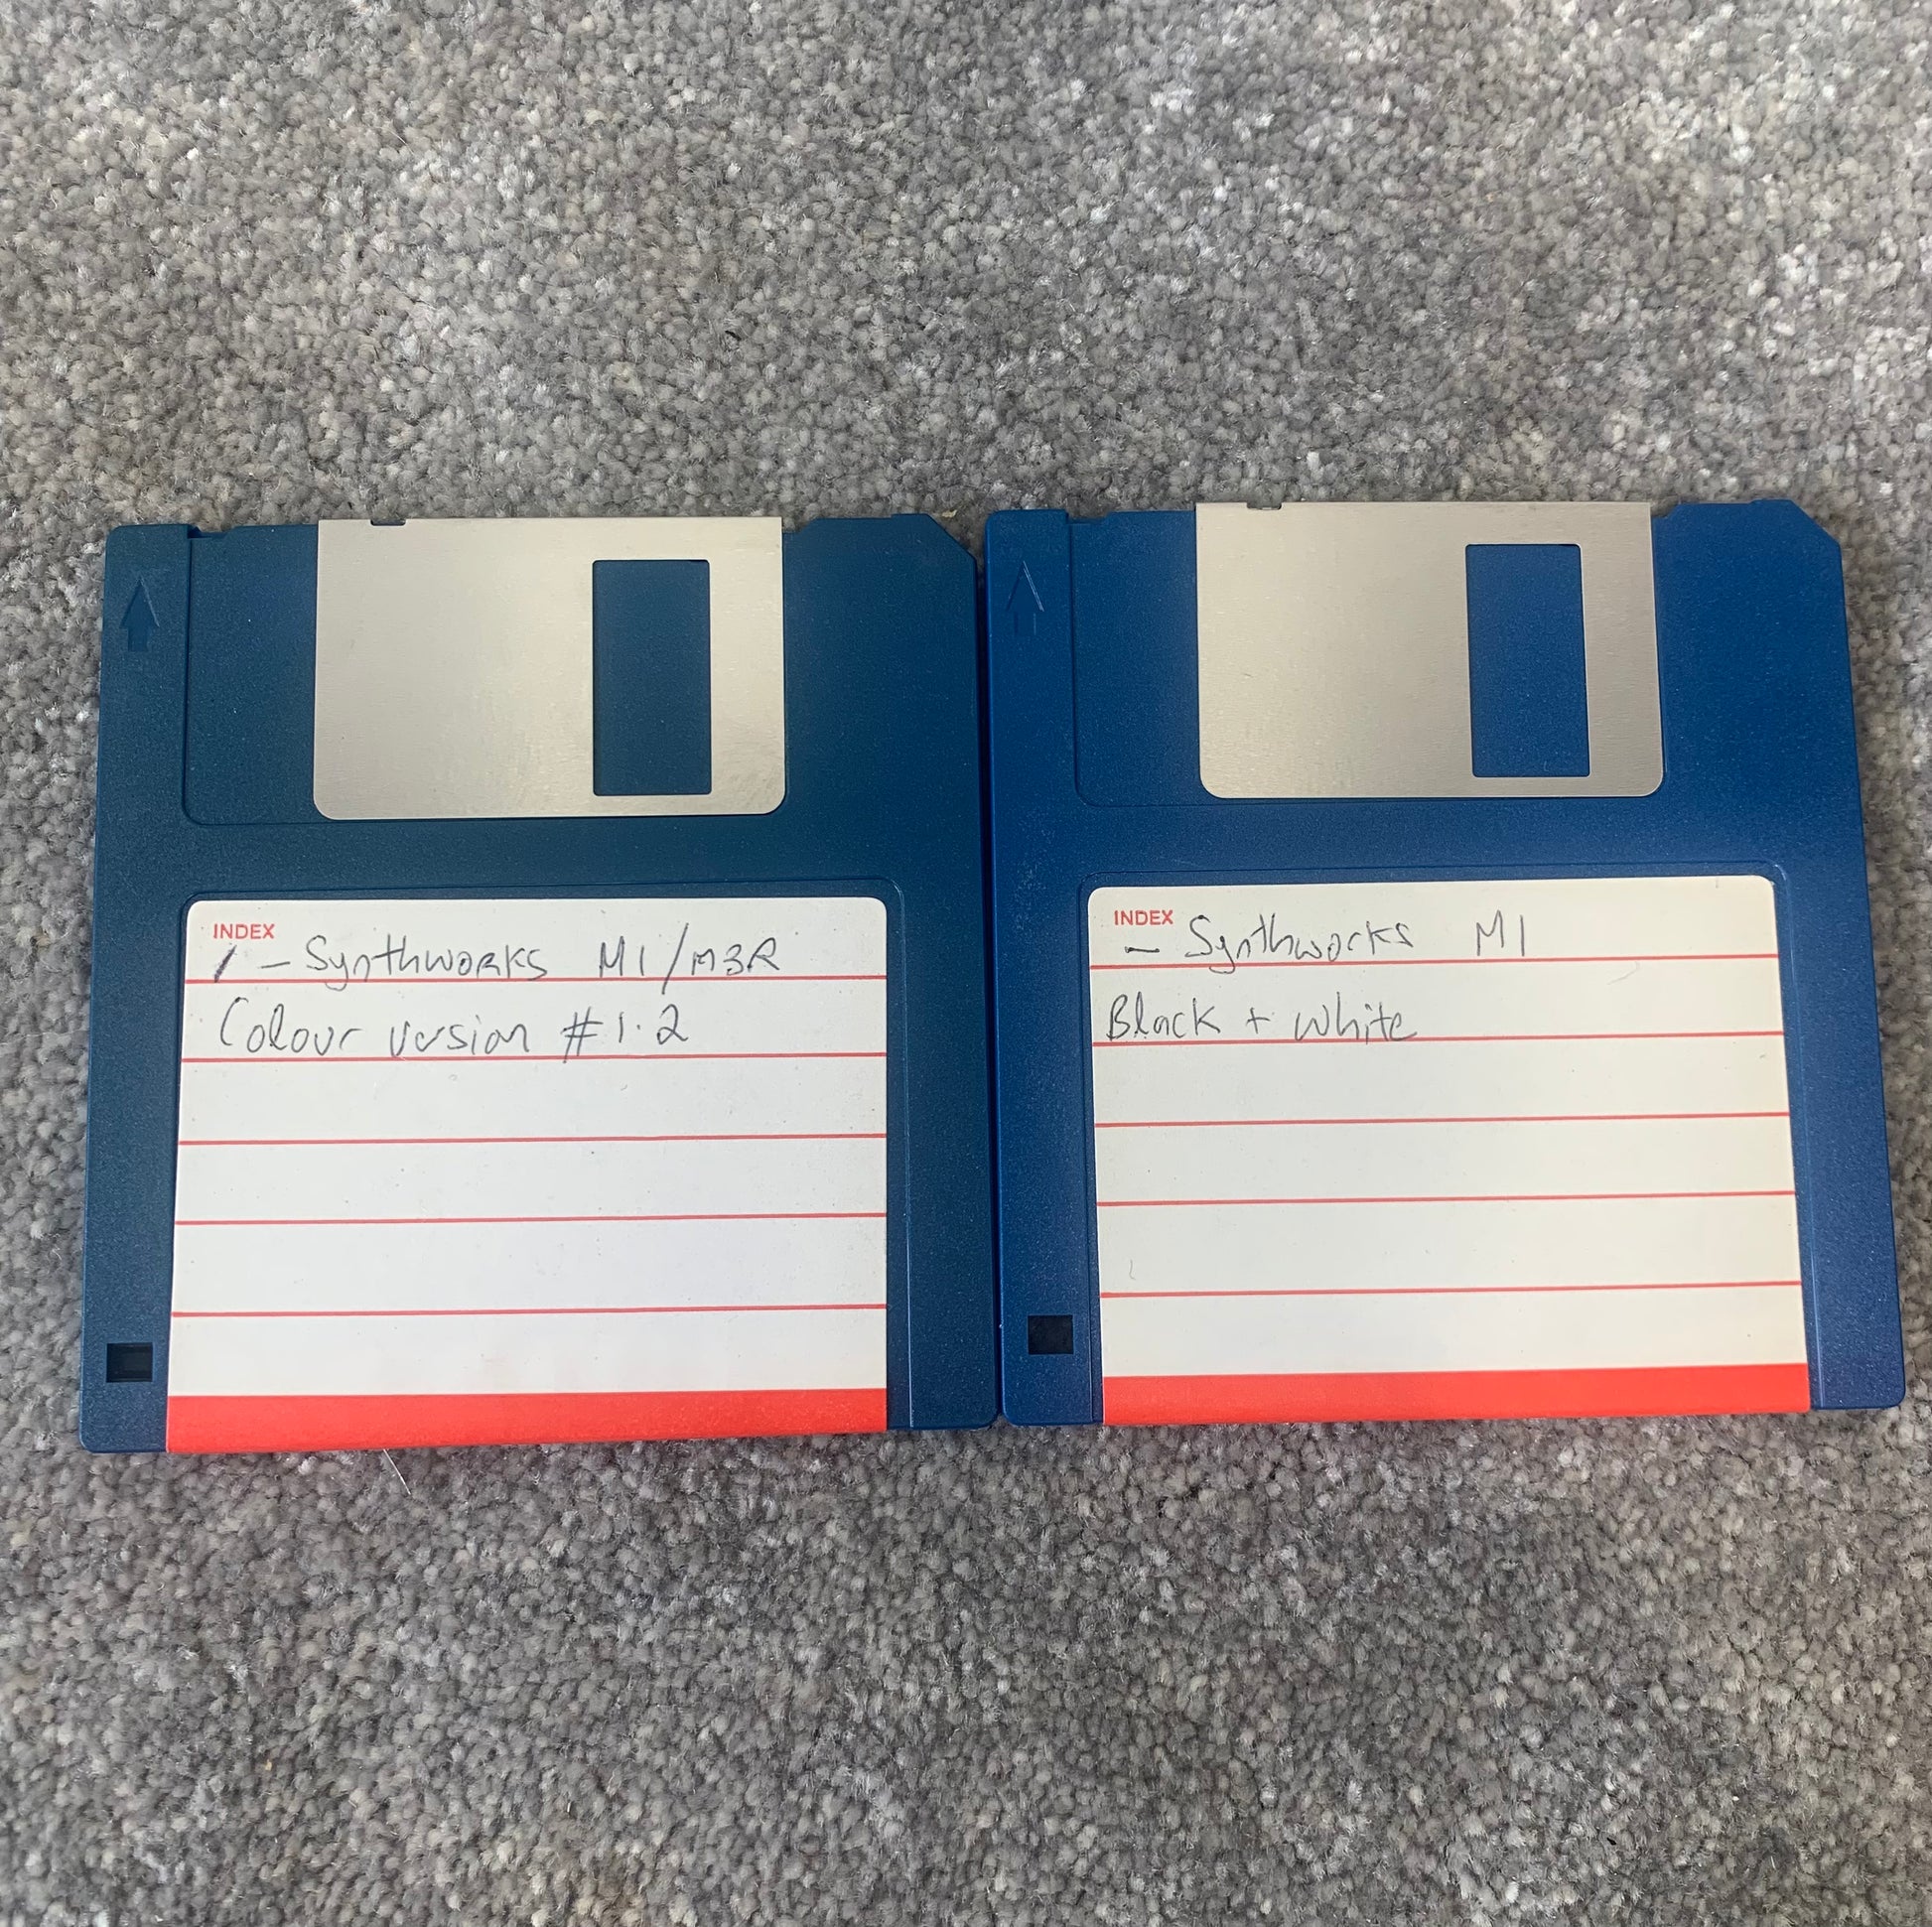 INDEX
1 - Synthworks M1/M3R
Colour version #1.2
INDEX
- Synthworks M1
Black + white